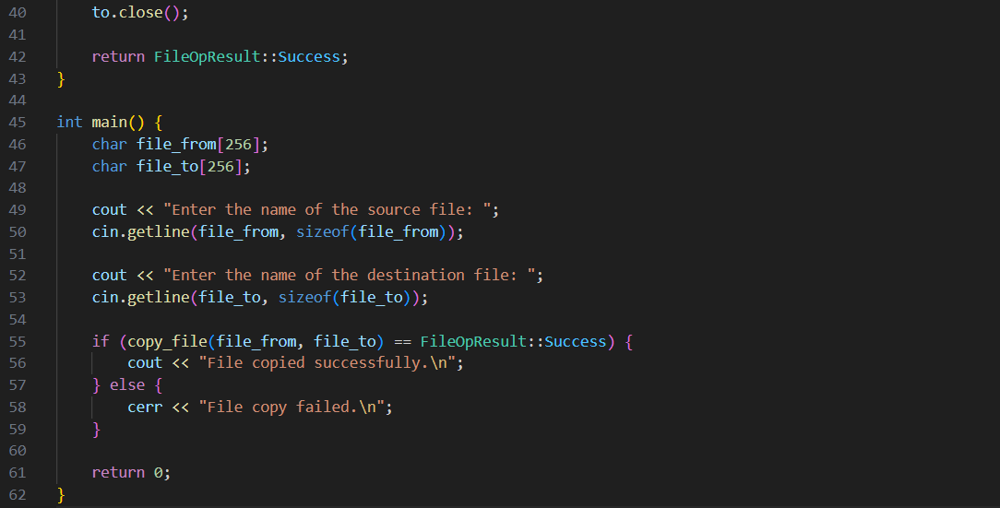 40 to.close();
41
42 return FileOpResult::Success;
43 }
44
45 int main() {
46 char file_from[256];
47 char file_to[256];
48
49 cout << "Enter the name of the source file: ";
50 cin.getline(file_from, sizeof(file_from));
51
52 cout << "Enter the name of the destination file: ";
53 cin.getline(file_to, sizeof(file_to));
54
55 if (copy_file(file_from, file_to) == FileOpResult::Success) {
56 cout << "File copied successfully.\n";
57 } else {
58 cerr << "File copy failed.\n";
59 }
60
61 return 0;
62 }